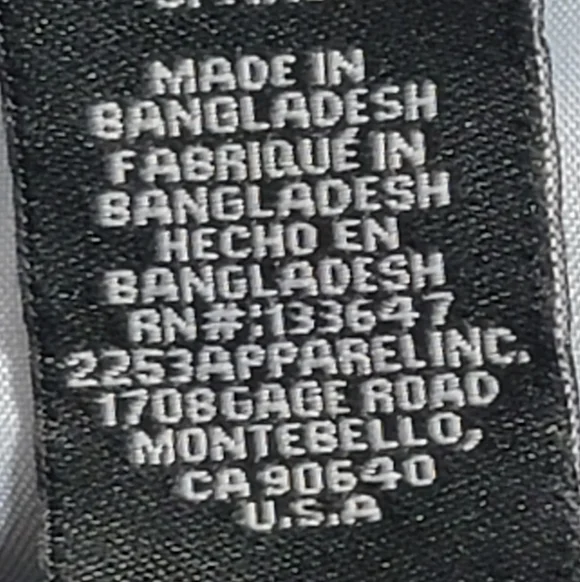 MADE IN
BANGLADESH
FABRIQUÉ IN
BANGLADESH
HECHO EN
BANGLADESH
RN#:133647
2253APPARELINC.
1708GAGE ROAD
MONTEBELLO,
CA 90640
U.S.A